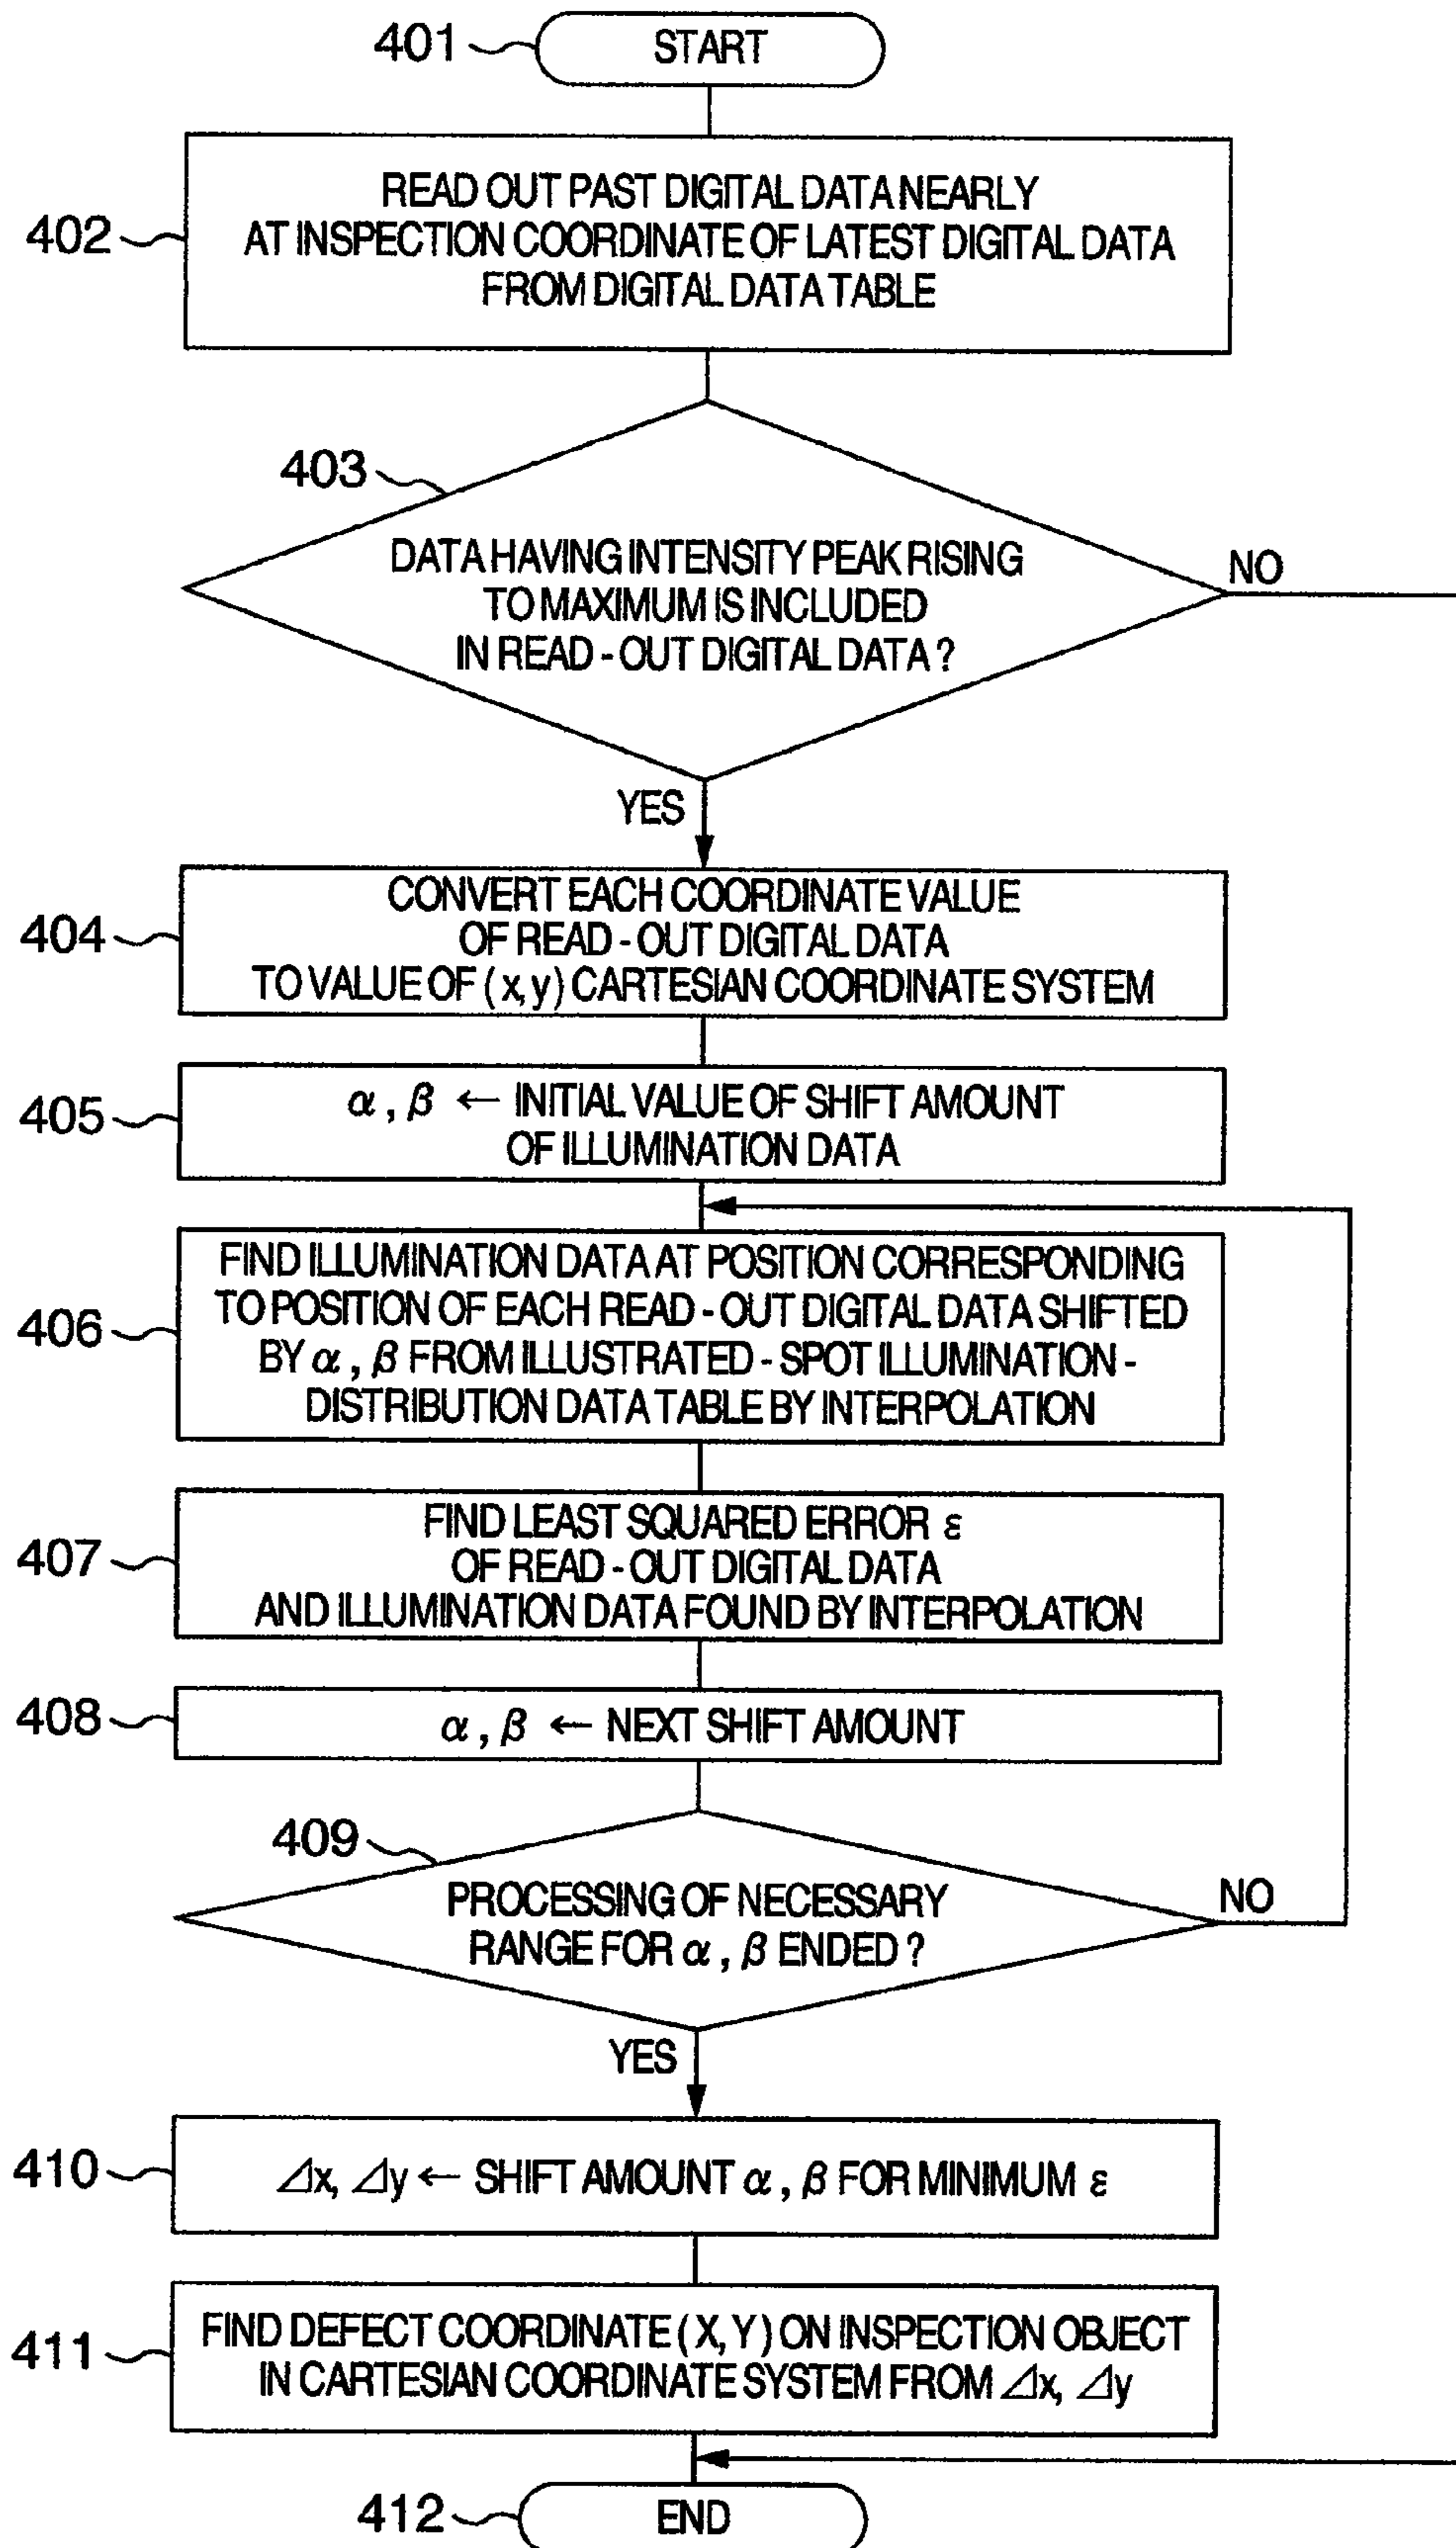 401
START
402
READ OUT PAST DIGITAL DATA NEARLY
AT INSPECTION COORDINATE OF LATEST DIGITAL DATA
FROM DIGITAL DATA TABLE
403
DATA HAVING INTENSITY PEAK RISING
TO MAXIMUM IS INCLUDED
IN READ - OUT DIGITAL DATA ?
NO
YES
404
CONVERT EACH COORDINATE VALUE
OF READ - OUT DIGITAL DATA
TO VALUE OF ( x, y ) CARTESIAN COORDINATE SYSTEM
405
α , β ← INITIAL VALUE OF SHIFT AMOUNT
OF ILLUMINATION DATA
406
FIND ILLUMINATION DATA AT POSITION CORRESPONDING
TO POSITION OF EACH READ - OUT DIGITAL DATA SHIFTED
BY α , β FROM ILLUSTRATED - SPOT ILLUMINATION -
DISTRIBUTION DATA TABLE BY INTERPOLATION
407
FIND LEAST SQUARED ERROR ε
OF READ - OUT DIGITAL DATA
AND ILLUMINATION DATA FOUND BY INTERPOLATION
408
α , β ← NEXT SHIFT AMOUNT
409
PROCESSING OF NECESSARY
RANGE FOR α , β ENDED ?
NO
YES
410
⊿x, ⊿y ← SHIFT AMOUNT α , β FOR MINIMUM ε
411
FIND DEFECT COORDINATE ( X, Y ) ON INSPECTION OBJECT
IN CARTESIAN COORDINATE SYSTEM FROM ⊿x, ⊿y
412
END